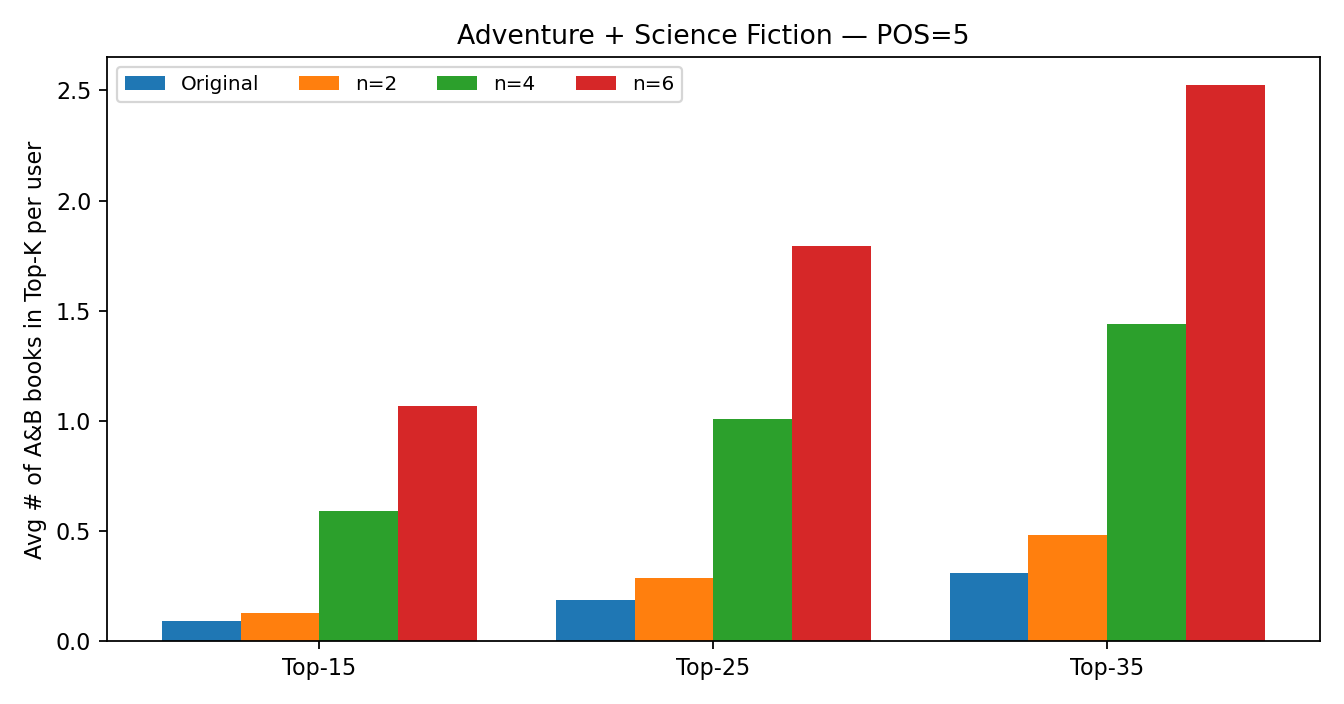 Adventure + Science Fiction — POS=5
Original n=2 n=4 n=6
Avg # of A&B books in Top-K per user
2.5
2.0
1.5
1.0
0.5
0.0
Top-15 Top-25 Top-35